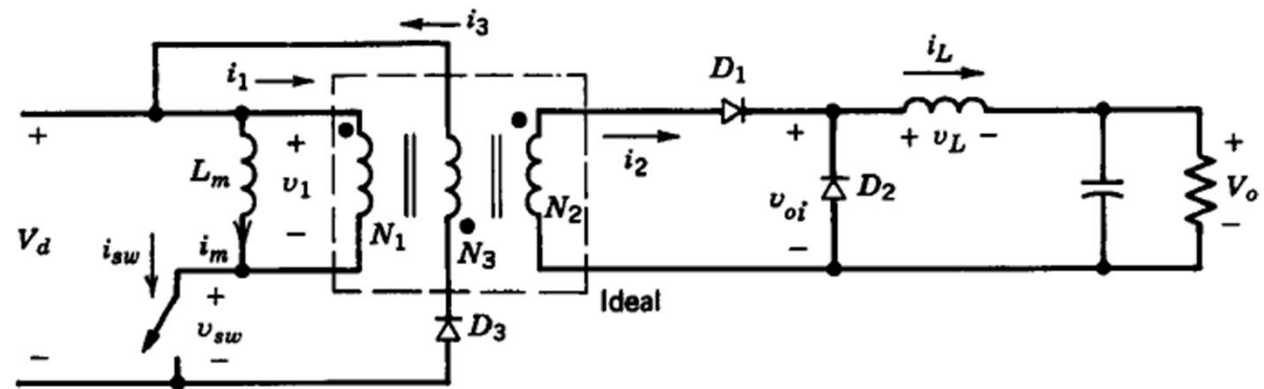 i3
i1
D1
iL
+
+
Lm
v1
−
im
N1
N3
N2
i2
+
voi
−
D2
+ vL −
+
Vo
−
Vd
isw
+
vsw
−
−
D3
Ideal